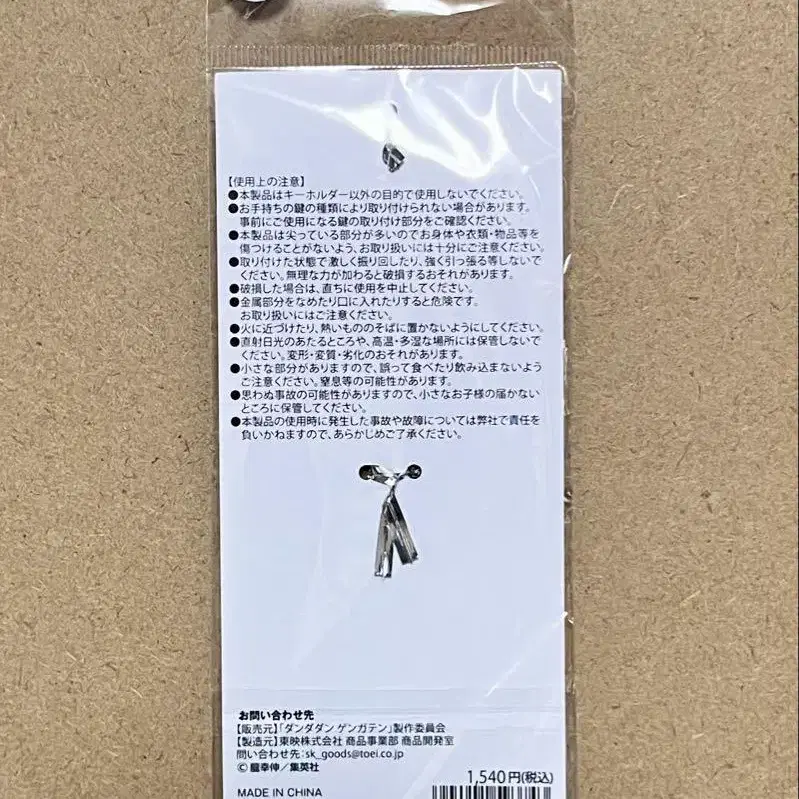 【使用上の注意】
●本製品はキーホルダー以外の目的で使用しないでください。
●お手持ちの鍵の種類により取り付けられない場合があります。
事前にご使用になる鍵の取り付け部分をご確認ください。
●本製品は尖っている部分が多いのでお身体や衣類・物品等を
傷つけることがないよう、お取り扱いには十分にご注意ください。
●取り付けた状態で激しく振り回したり、強く引っ張る等しないで
ください。無理な力が加わると破損するおそれがあります。
●破損した場合は、直ちに使用を中止してください。
●金属部分をなめたり口に入れたりすると危険です。
お取り扱いにはご注意ください。
●火に近づけたり、熱いもののそばに置かないようにしてください。
●直射日光のあたるところや、高温・多湿な場所には保管しないで
ください。変形・変質・劣化のおそれがあります。
●小さな部分がありますので、誤って食べたり飲み込まないよう
ご注意ください。窒息等の可能性があります。
●思わぬ事故の可能性がありますので、小さなお子様の届かない
ところに保管してください。
●本製品の使用時に発生した事故や故障については弊社で責任を
負いかねますので、あらかじめご了承ください。
お問い合わせ先
【販売元】「ダンダダン ゲンガテン」製作委員会
【製造元】東映株式会社 商品事業部 商品開発室
問い合わせ先:sk_goods@toei.co.jp
© 龍幸伸／集英社
1,540円(税込)
MADE IN CHINA